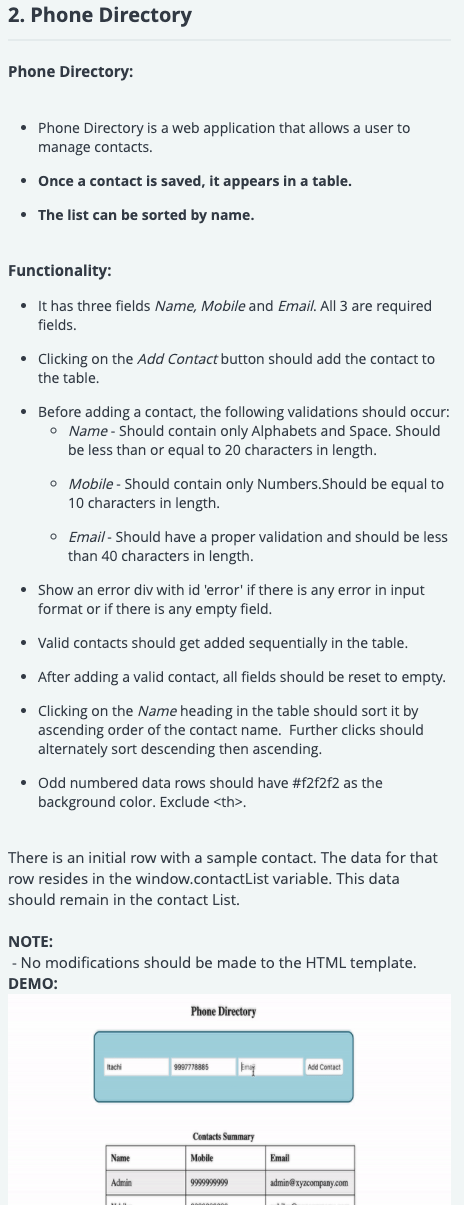 2. Phone Directory
Phone Directory:
• Phone Directory is a web application that allows a user to
manage contacts.
• Once a contact is saved, it appears in a table.
• The list can be sorted by name.
Functionality:
• It has three fields Name, Mobile and Email. All 3 are required
fields.
• Clicking on the Add Contact button should add the contact to
the table.
• Before adding a contact, the following validations should occur:
◦ Name - Should contain only Alphabets and Space. Should
be less than or equal to 20 characters in length.
◦ Mobile - Should contain only Numbers.Should be equal to
10 characters in length.
◦ Email - Should have a proper validation and should be less
than 40 characters in length.
• Show an error div with id 'error' if there is any error in input
format or if there is any empty field.
• Valid contacts should get added sequentially in the table.
• After adding a valid contact, all fields should be reset to empty.
• Clicking on the Name heading in the table should sort it by
ascending order of the contact name.  Further clicks should
alternately sort descending then ascending.
• Odd numbered data rows should have #f2f2f2 as the
background color. Exclude <th>.
There is an initial row with a sample contact. The data for that
row resides in the window.contactList variable. This data
should remain in the contact List.
NOTE:
- No modifications should be made to the HTML template.
DEMO:
Phone Directory
Itachi 9997778885 Email Add Contact
Contacts Summary
Name Mobile Email
Admin 9999999999 admin@xyzcompany.com